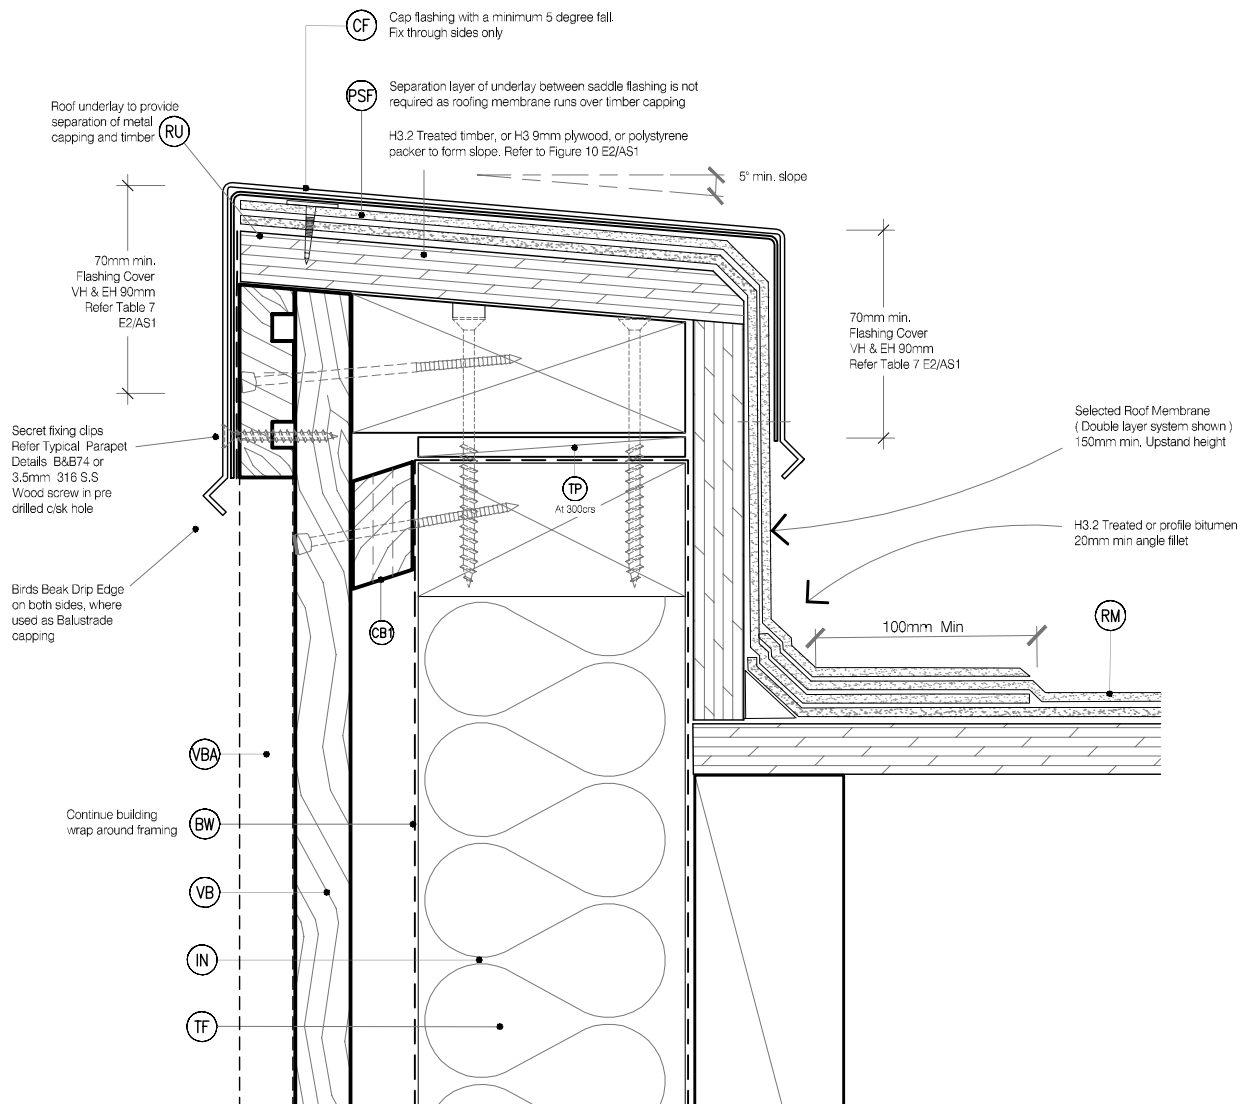 CF
Cap flashing with a minimum 5 degree fall.
Fix through sides only
PSF
Separation layer of underlay between saddle flashing is not
required as roofing membrane runs over timber capping
Roof underlay to provide
separation of metal
capping and timber
RU
H3.2 Treated timber, or H3 9mm plywood, or polystyrene
packer to form slope. Refer to Figure 10 E2/AS1
5° min. slope
70mm min.
Flashing Cover
VH & EH 90mm
Refer Table 7
E2/AS1
70mm min.
Flashing Cover
VH & EH 90mm
Refer Table 7 E2/AS1
Secret fixing clips
Refer Typical Parapet
Details B&B74 or
3.5mm 316 S.S
Wood screw in pre
drilled c/sk hole
Selected Roof Membrane
( Double layer system shown )
150mm min. Upstand height
TP
At 300crs
H3.2 Treated or profile bitumen
20mm min angle fillet
Birds Beak Drip Edge
on both sides, where
used as Balustrade
capping
CB1
100mm Min
RM
VBA
Continue building
wrap around framing
BW
VB
IN
TF